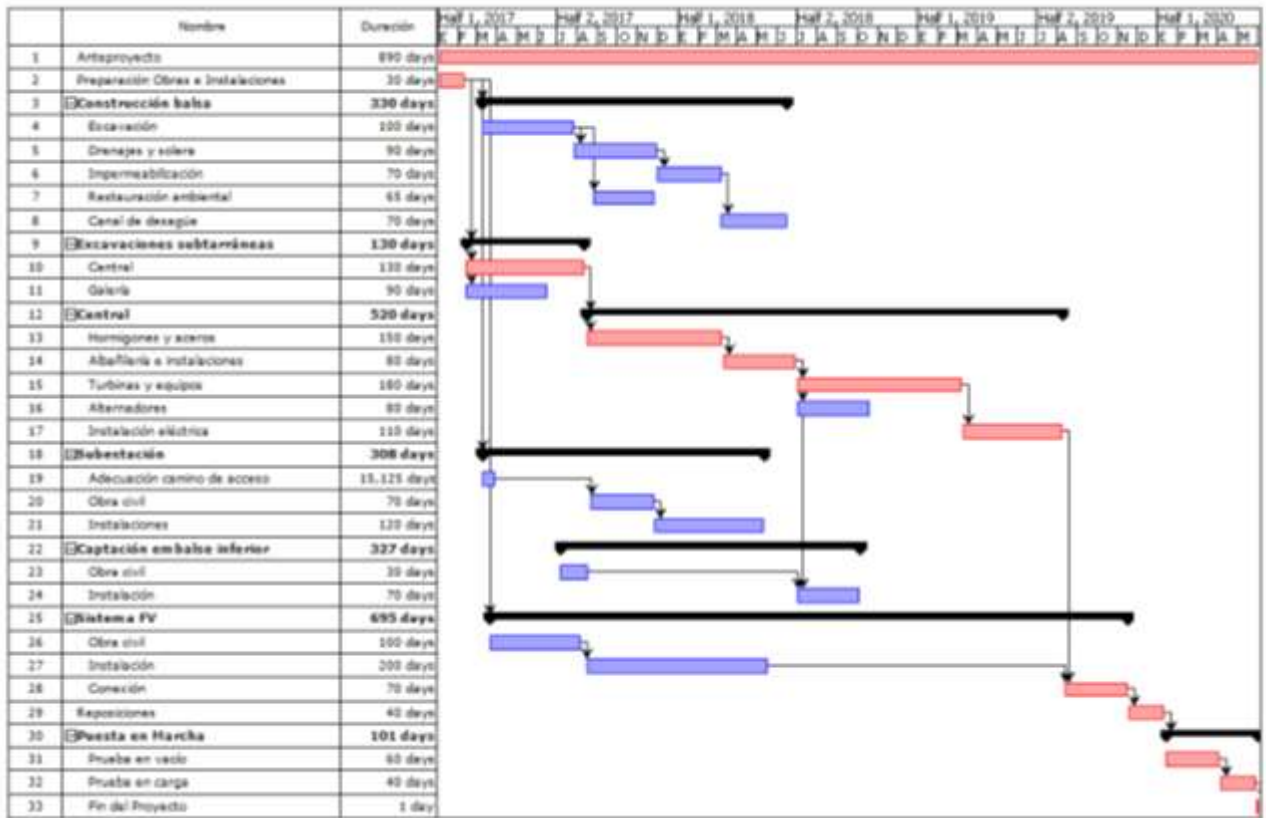 Nombre Duración Half 1, 2017 Half 2, 2017 Half 1, 2018 Half 2, 2018 Half 1, 2019 Half 2, 2019 Half 1, 2020
E F M A M J J A S O N D E F M A M J J A S O N D E F M A M J J A S O N D E F M A M
1 Anteproyecto 890 days
2 Preparación Obras e Instalaciones 30 days
3 Construcción balsa 330 days
4 Excavación 100 days
5 Drenajes y solera 90 days
6 Impermeabilización 70 days
7 Restauración ambiental 65 days
8 Canal de desagüe 70 days
9 Excavaciones subtarráneas 130 days
10 Central 130 days
11 Galería 90 days
12 Central 520 days
13 Hormigones y aceros 150 days
14 Albañilería e instalaciones 80 days
15 Turbinas y equipos 180 days
16 Alternadores 80 days
17 Instalación eléctrica 110 days
18 Subestación 308 days
19 Adecuación camino de acceso 15.125 days
20 Obra civil 70 days
21 Instalaciones 120 days
22 Captación embalse inferior 327 days
23 Obra civil 30 days
24 Instalación 70 days
25 Sistema FV 695 days
26 Obra civil 100 days
27 Instalación 200 days
28 Conexión 70 days
29 Reposiciones 40 days
30 Puesta en Marcha 101 days
31 Prueba en vacío 60 days
32 Prueba en carga 40 days
33 Fin del Proyecto 1 day